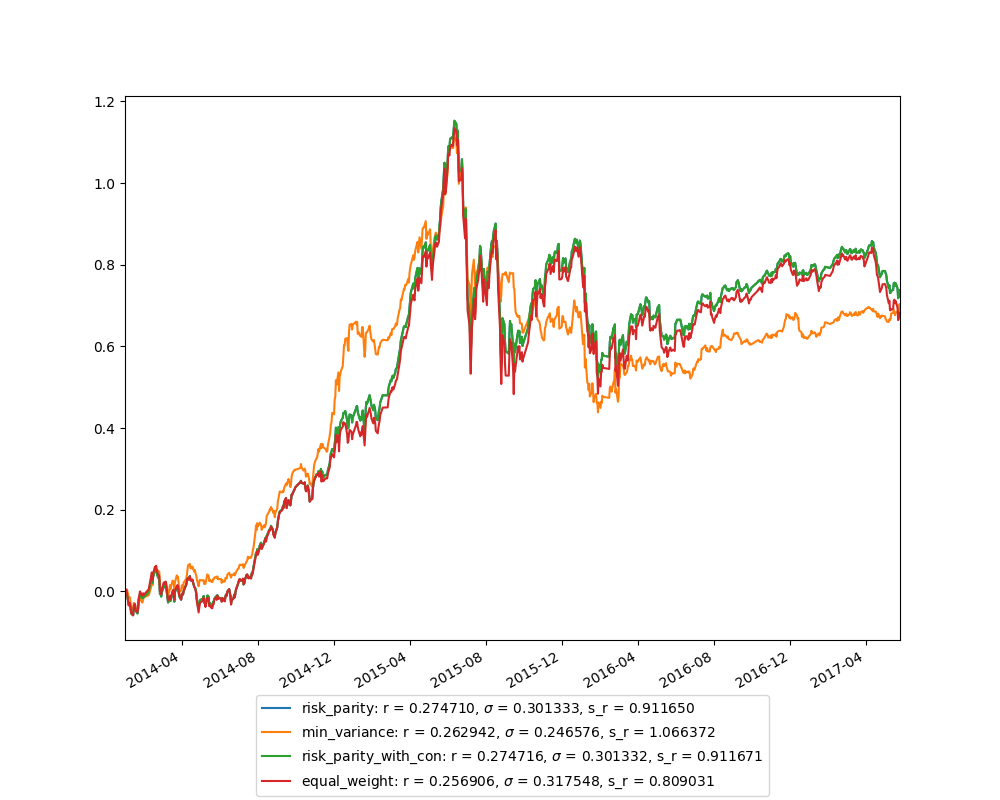 1.2
1.0
0.8
0.6
0.4
0.2
0.0
2014-04 2014-08 2014-12 2015-04 2015-08 2015-12 2016-04 2016-08 2016-12 2017-04
risk_parity: r = 0.274710, σ = 0.301333, s_r = 0.911650
min_variance: r = 0.262942, σ = 0.246576, s_r = 1.066372
risk_parity_with_con: r = 0.274716, σ = 0.301332, s_r = 0.911671
equal_weight: r = 0.256906, σ = 0.317548, s_r = 0.809031